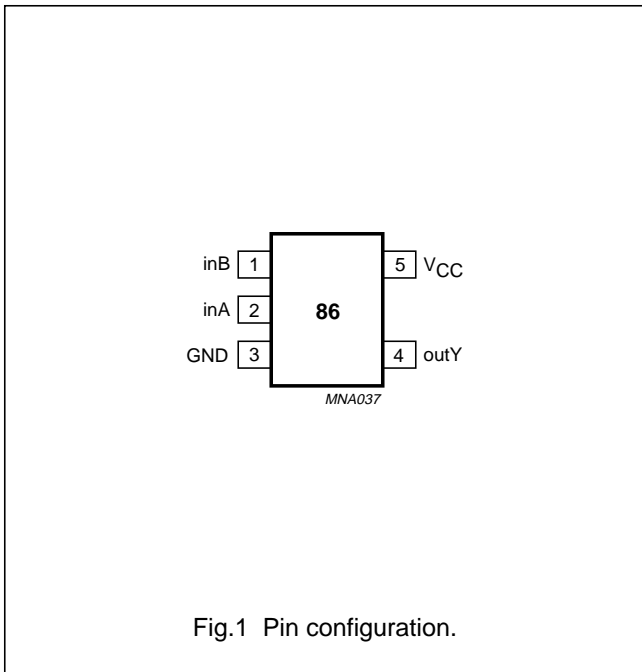 inB 1 5 VCC
inA 2 86
GND 3 4 outY
MNA037
Fig.1 Pin configuration.